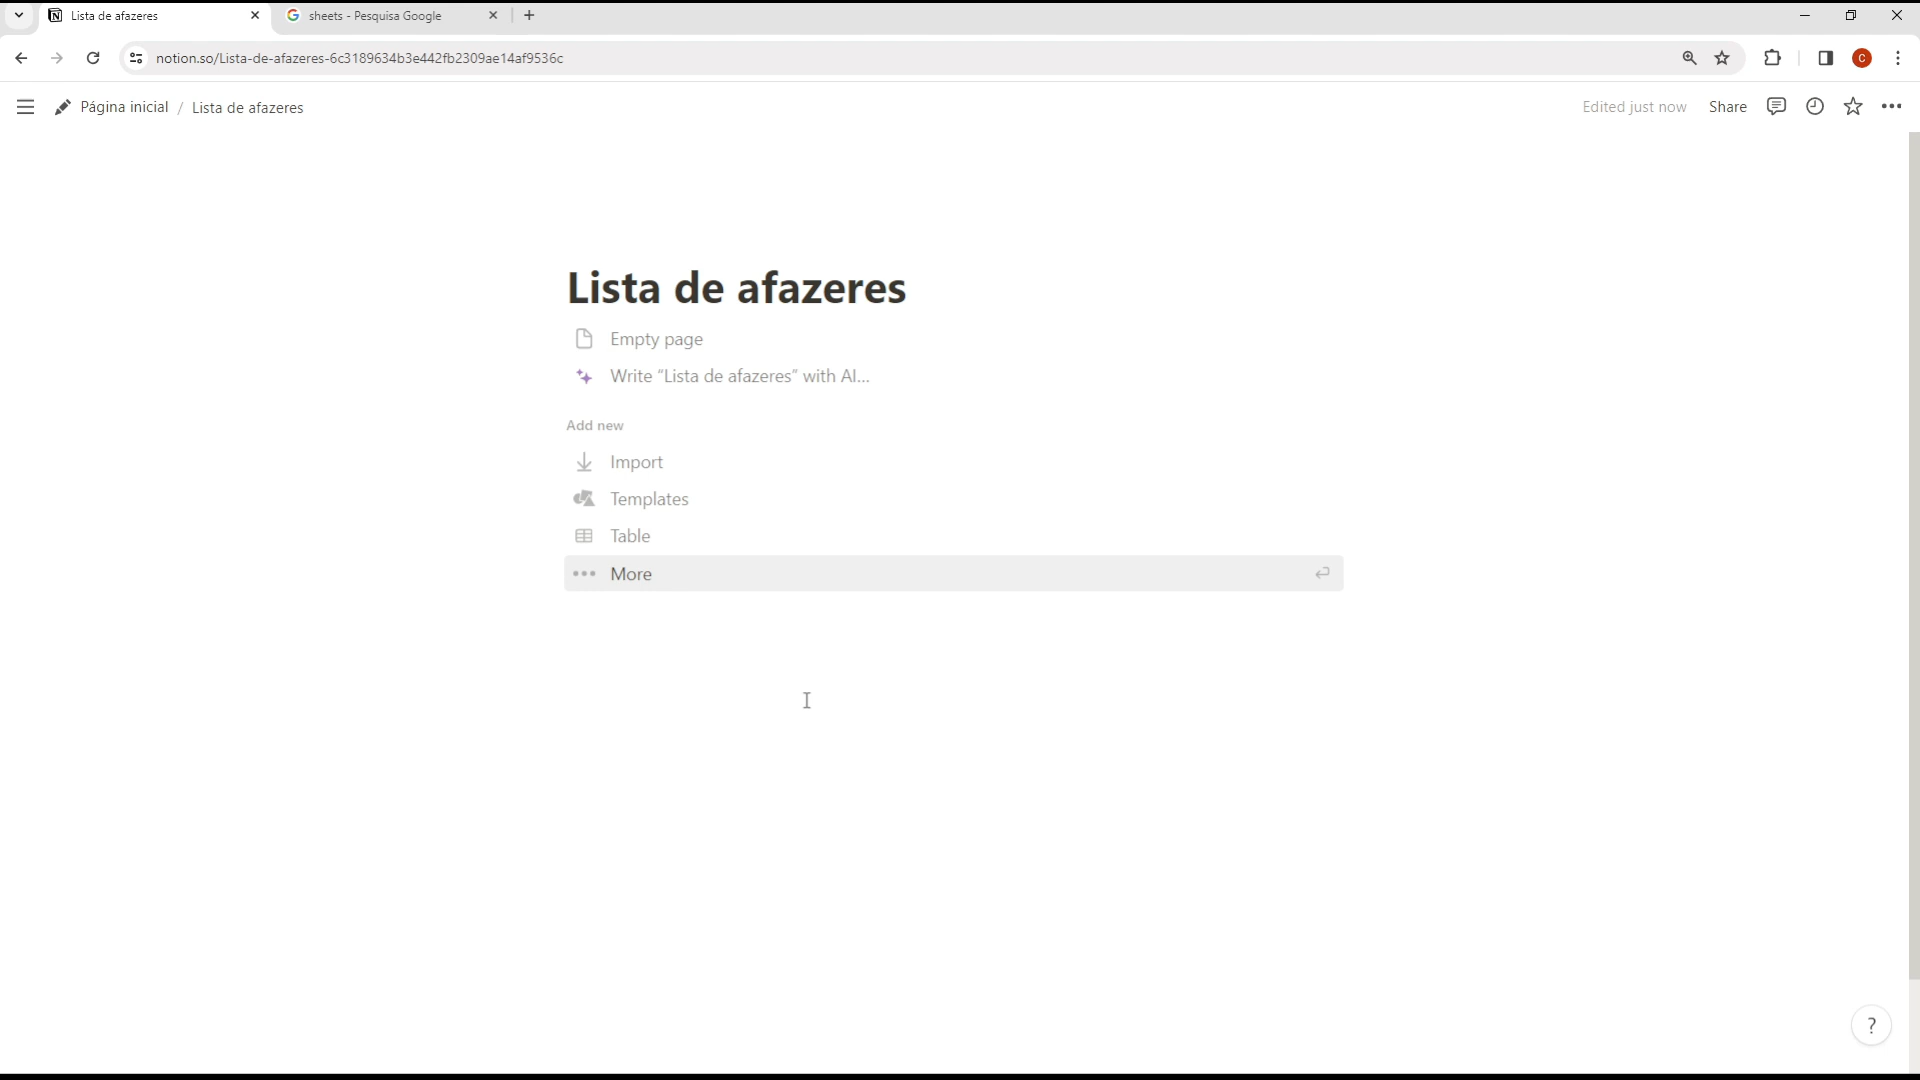 Lista de afazeres
sheets - Pesquisa Google
notion.so/Lista-de-afazeres-6c3189634b3e442fb2309ae14af9536c
C
Página inicial / Lista de afazeres
Edited just now
Share
Lista de afazeres
Empty page
Write “Lista de afazeres” with AI...
Add new
Import
Templates
Table
More
?